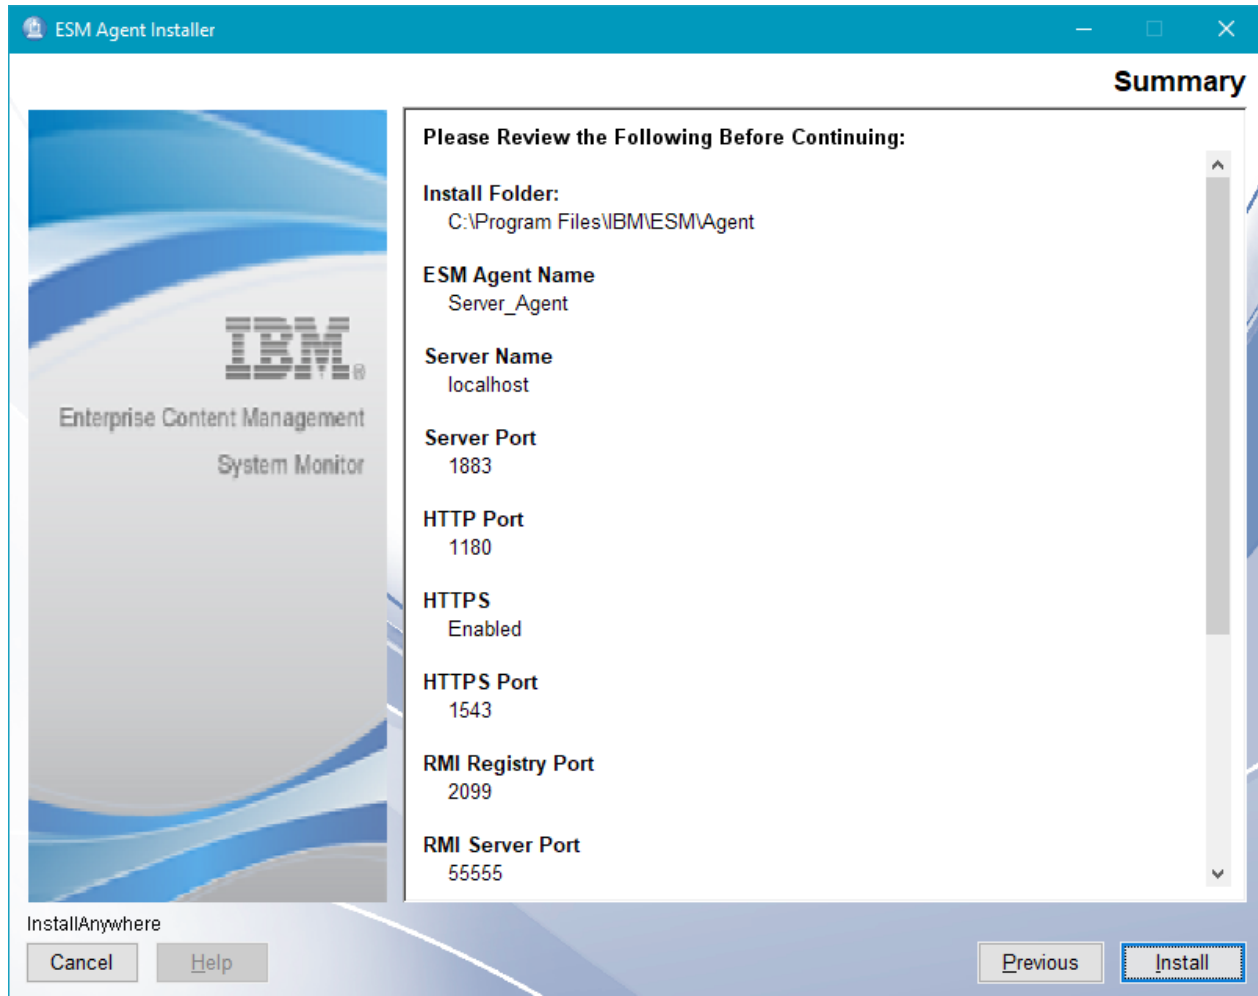 ESM Agent Installer
Summary
IBM®
Enterprise Content Management
System Monitor
Please Review the Following Before Continuing:
Install Folder:
C:\Program Files\IBM\ESM\Agent
ESM Agent Name
Server_Agent
Server Name
localhost
Server Port
1883
HTTP Port
1180
HTTPS
Enabled
HTTPS Port
1543
RMI Registry Port
2099
RMI Server Port
55555
InstallAnywhere
Cancel
Help
Previous
Install